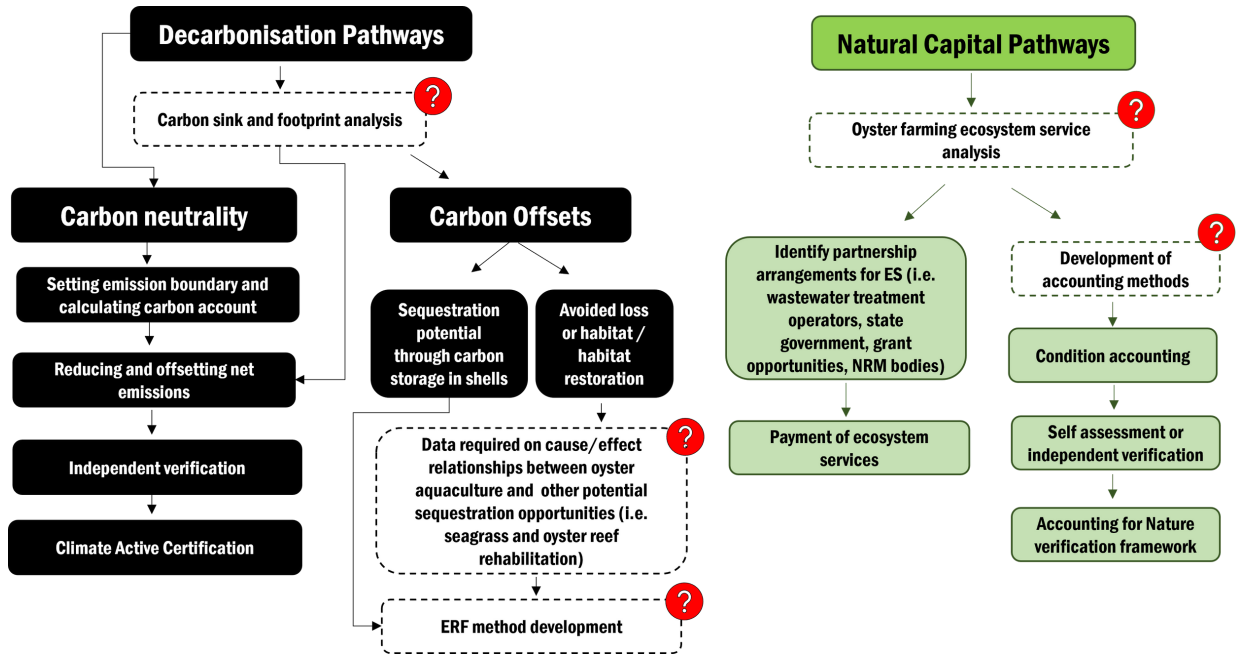 Decarbonisation Pathways
?
Carbon sink and footprint analysis
Carbon neutrality
Setting emission boundary and
calculating carbon account
Reducing and offsetting net
emissions
Independent verification
Climate Active Certification
Carbon Offsets
Sequestration
potential
through carbon
storage in shells
Avoided loss
or habitat /
habitat
restoration
?
Data required on cause/effect
relationships between oyster
aquaculture and other potential
sequestration opportunities (i.e.
seagrass and oyster reef
rehabilitation)
?
ERF method development
Natural Capital Pathways
?
Oyster farming ecosystem service
analysis
Identify partnership
arrangements for ES (i.e.
wastewater treatment
operators, state
government, grant
opportunities, NRM bodies)
Payment of ecosystem
services
?
Development of
accounting methods
Condition accounting
Self assessment or
independent verification
Accounting for Nature
verification framework